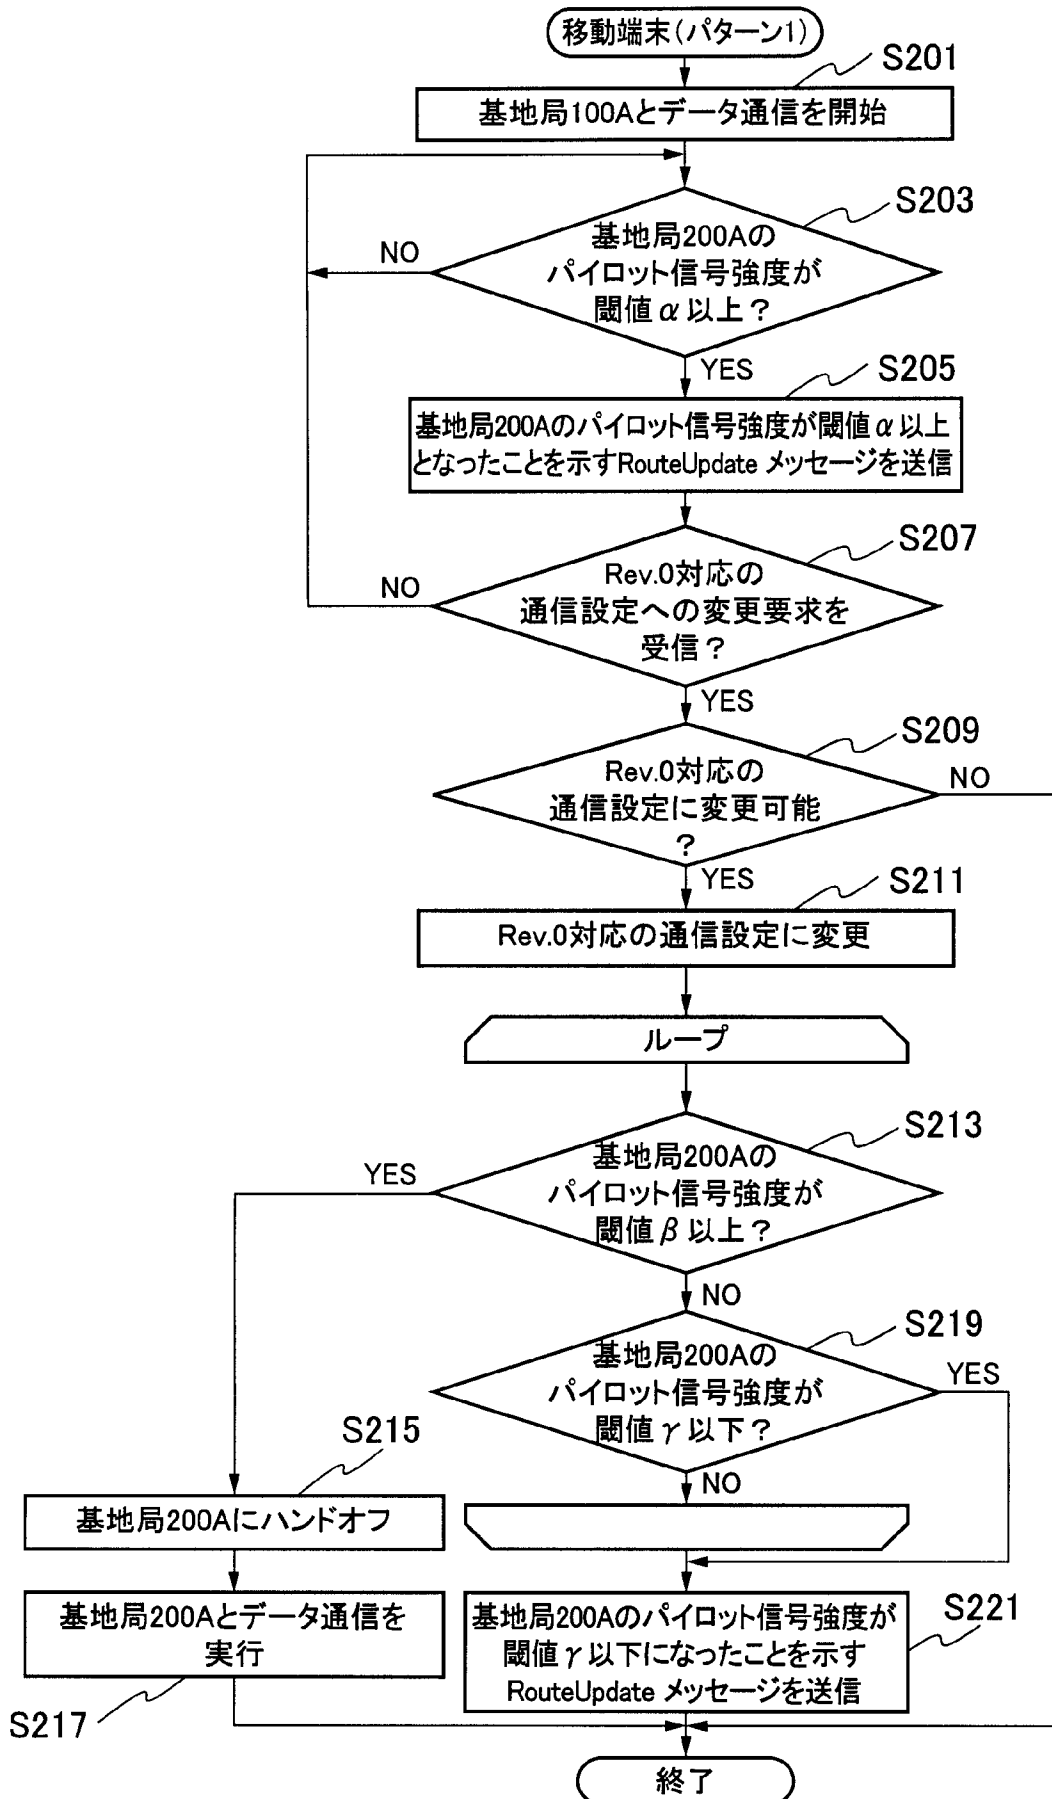 移動端末(パターン1)
S201
基地局100Aとデータ通信を開始
S203
基地局200Aの
パイロット信号強度が
閾値α以上?
NO
YES
S205
基地局200Aのパイロット信号強度が閾値α以上
となったことを示すRouteUpdate メッセージを送信
S207
Rev.0対応の
通信設定への変更要求を
受信?
NO
YES
S209
Rev.0対応の
通信設定に変更可能
?
NO
YES
S211
Rev.0対応の通信設定に変更
ループ
S213
基地局200Aの
パイロット信号強度が
閾値β以上?
YES
NO
S219
基地局200Aの
パイロット信号強度が
閾値γ以下?
YES
NO
S215
基地局200Aにハンドオフ
基地局200Aとデータ通信を
実行
S217
S221
基地局200Aのパイロット信号強度が
閾値γ以下になったことを示す
RouteUpdate メッセージを送信
終了